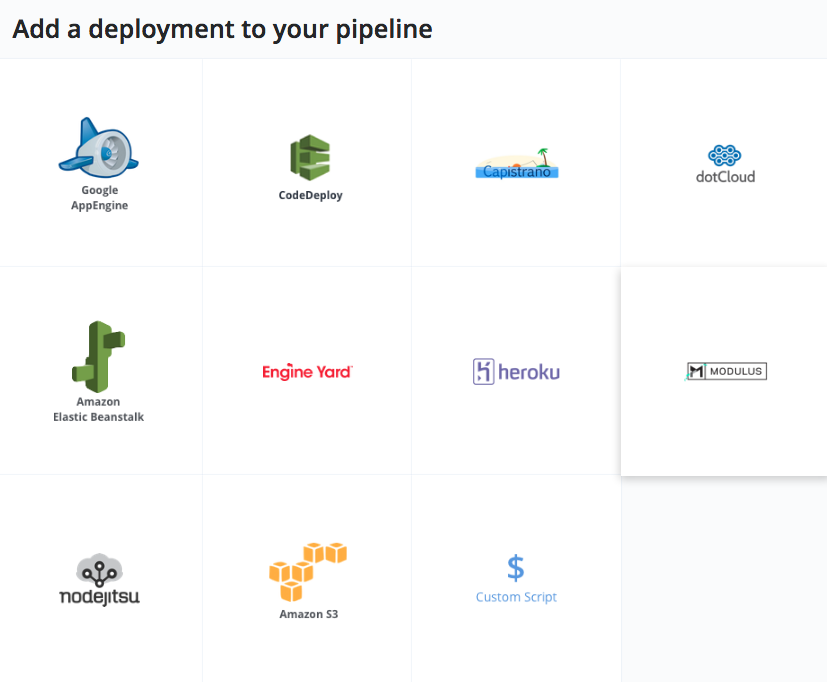 Add a deployment to your pipeline
Google
AppEngine
CodeDeploy
Capistrano
dotCloud
Amazon
Elastic Beanstalk
Engine Yard
heroku
MODULUS
nodejitsu
Amazon S3
$
Custom Script